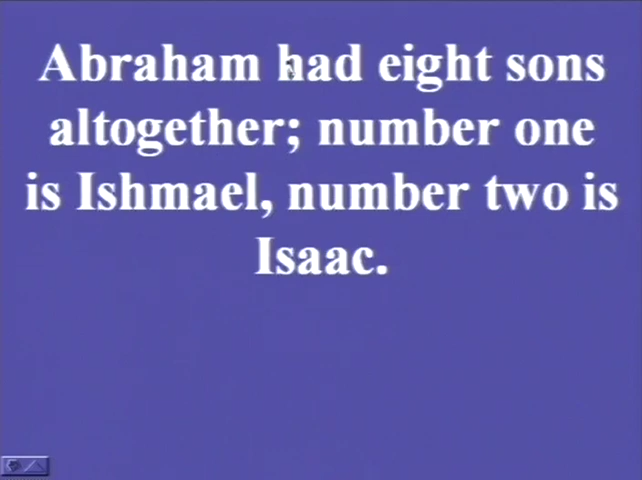 Abraham had eight sons
altogether; number one
is Ishmael, number two is
Isaac.